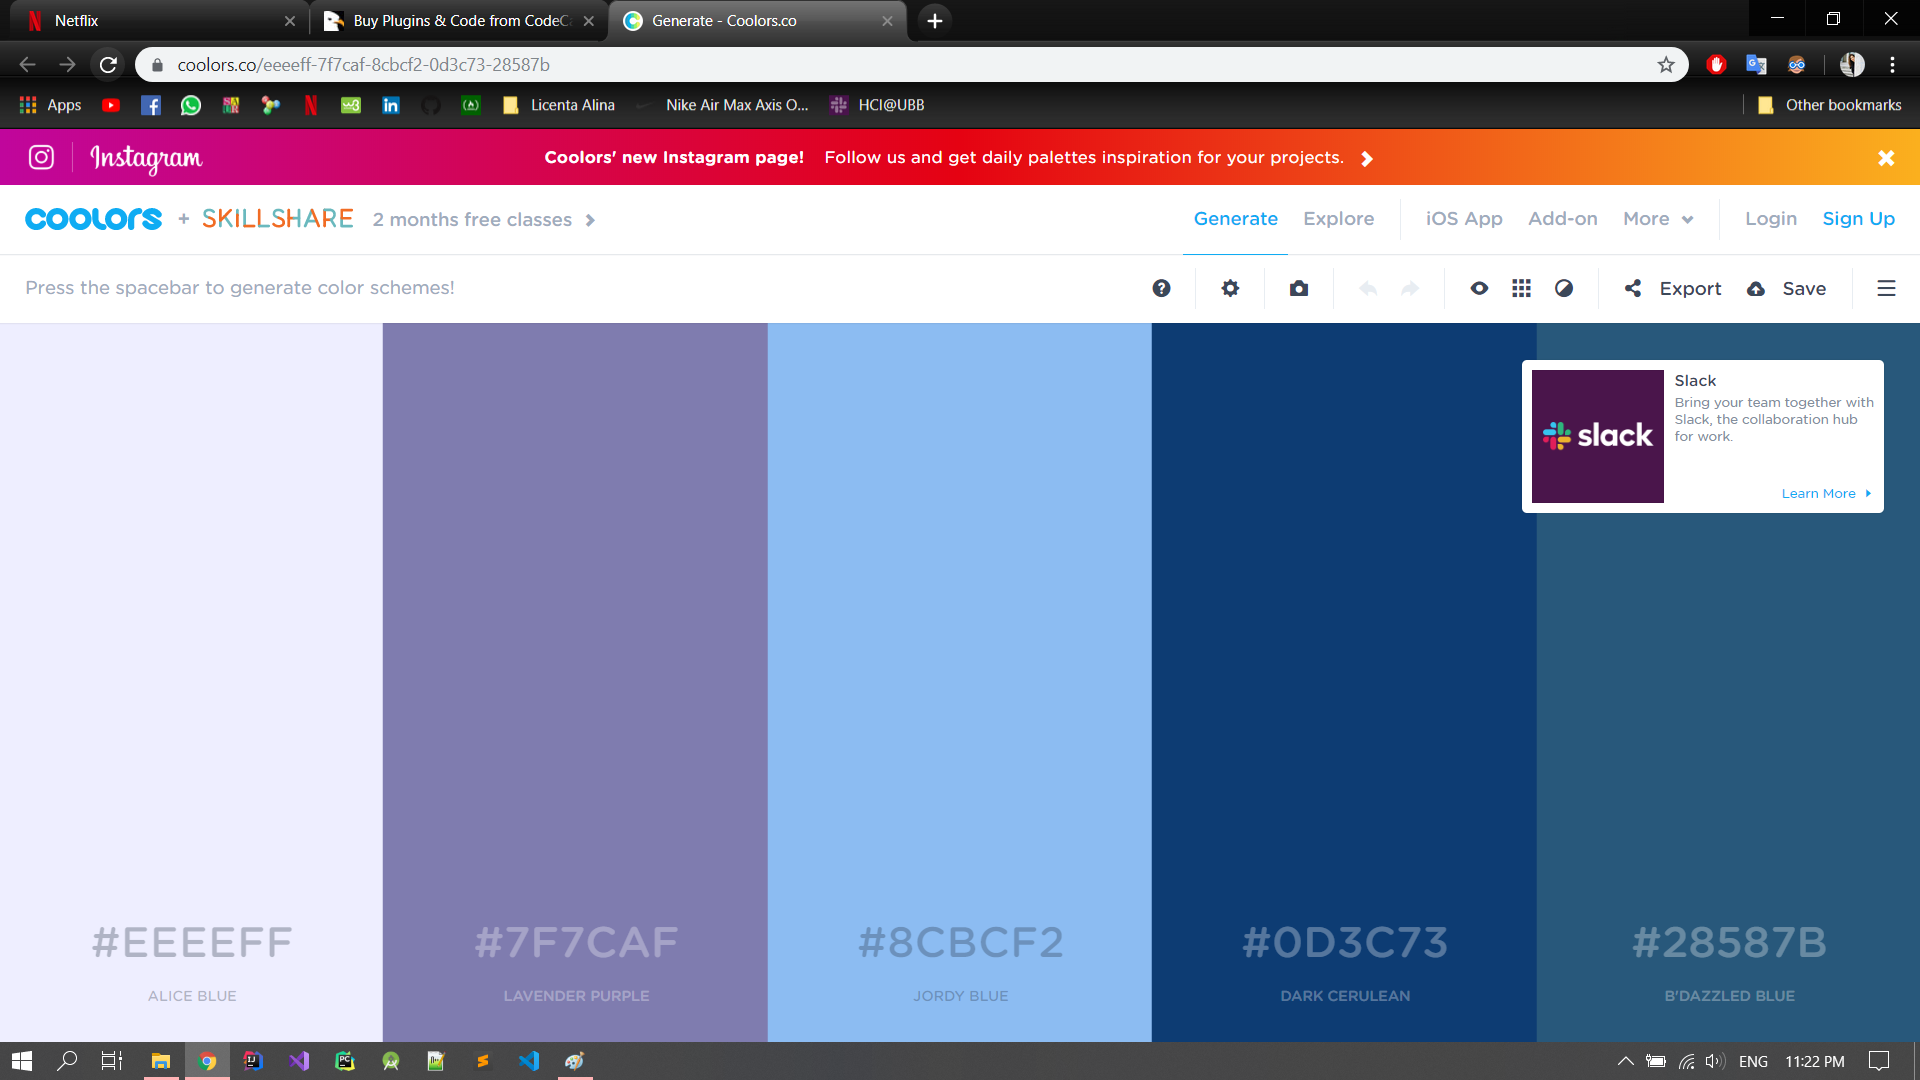 Netflix
Buy Plugins & Code from CodeC
Generate - Coolors.co
coolors.co/eeeeff-7f7caf-8cbcf2-0d3c73-28587b
Apps
Licenta Alina
Nike Air Max Axis O...
HCI@UBB
Other bookmarks
Instagram
Coolors' new Instagram page! Follow us and get daily palettes inspiration for your projects.
coolors + SKILLSHARE 2 months free classes
Generate Explore iOS App Add-on More Login Sign Up
Press the spacebar to generate color schemes!
Export Save
Slack
Bring your team together with
Slack, the collaboration hub
for work.
slack
Learn More
#EEEEFF
ALICE BLUE
#7F7CAF
LAVENDER PURPLE
#8CBCF2
JORDY BLUE
#0D3C73
DARK CERULEAN
#28587B
B'DAZZLED BLUE
ENG 11:22 PM